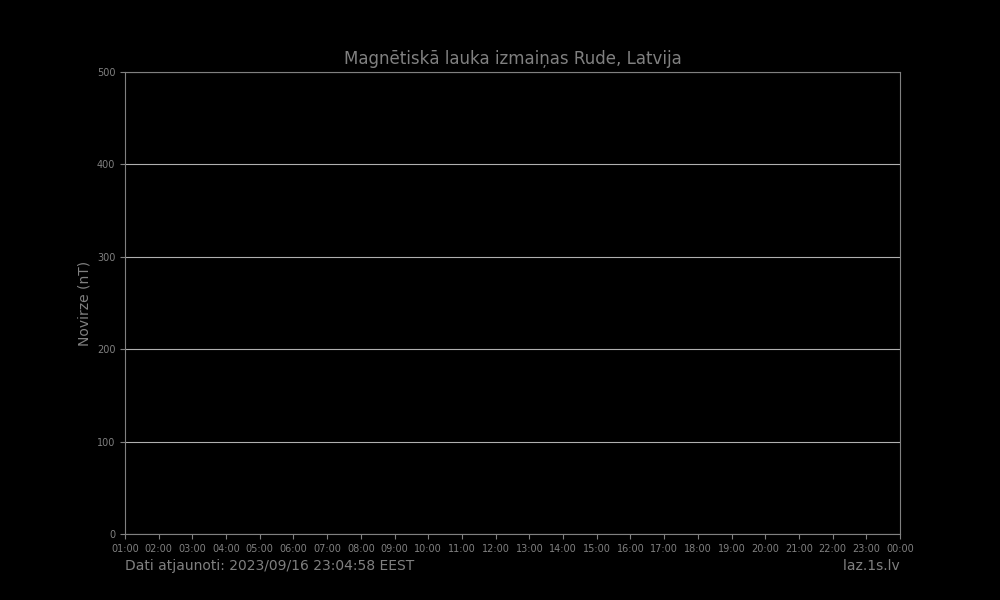 Magnētiskā lauka izmaiņas Rude, Latvija
500
400
300
200
100
0
Novirze (nT)
01:00 02:00 03:00 04:00 05:00 06:00 07:00 08:00 09:00 10:00 11:00 12:00 13:00 14:00 15:00 16:00 17:00 18:00 19:00 20:00 21:00 22:00 23:00 00:00
Dati atjaunoti: 2023/09/16 23:04:58 EEST
laz.1s.lv